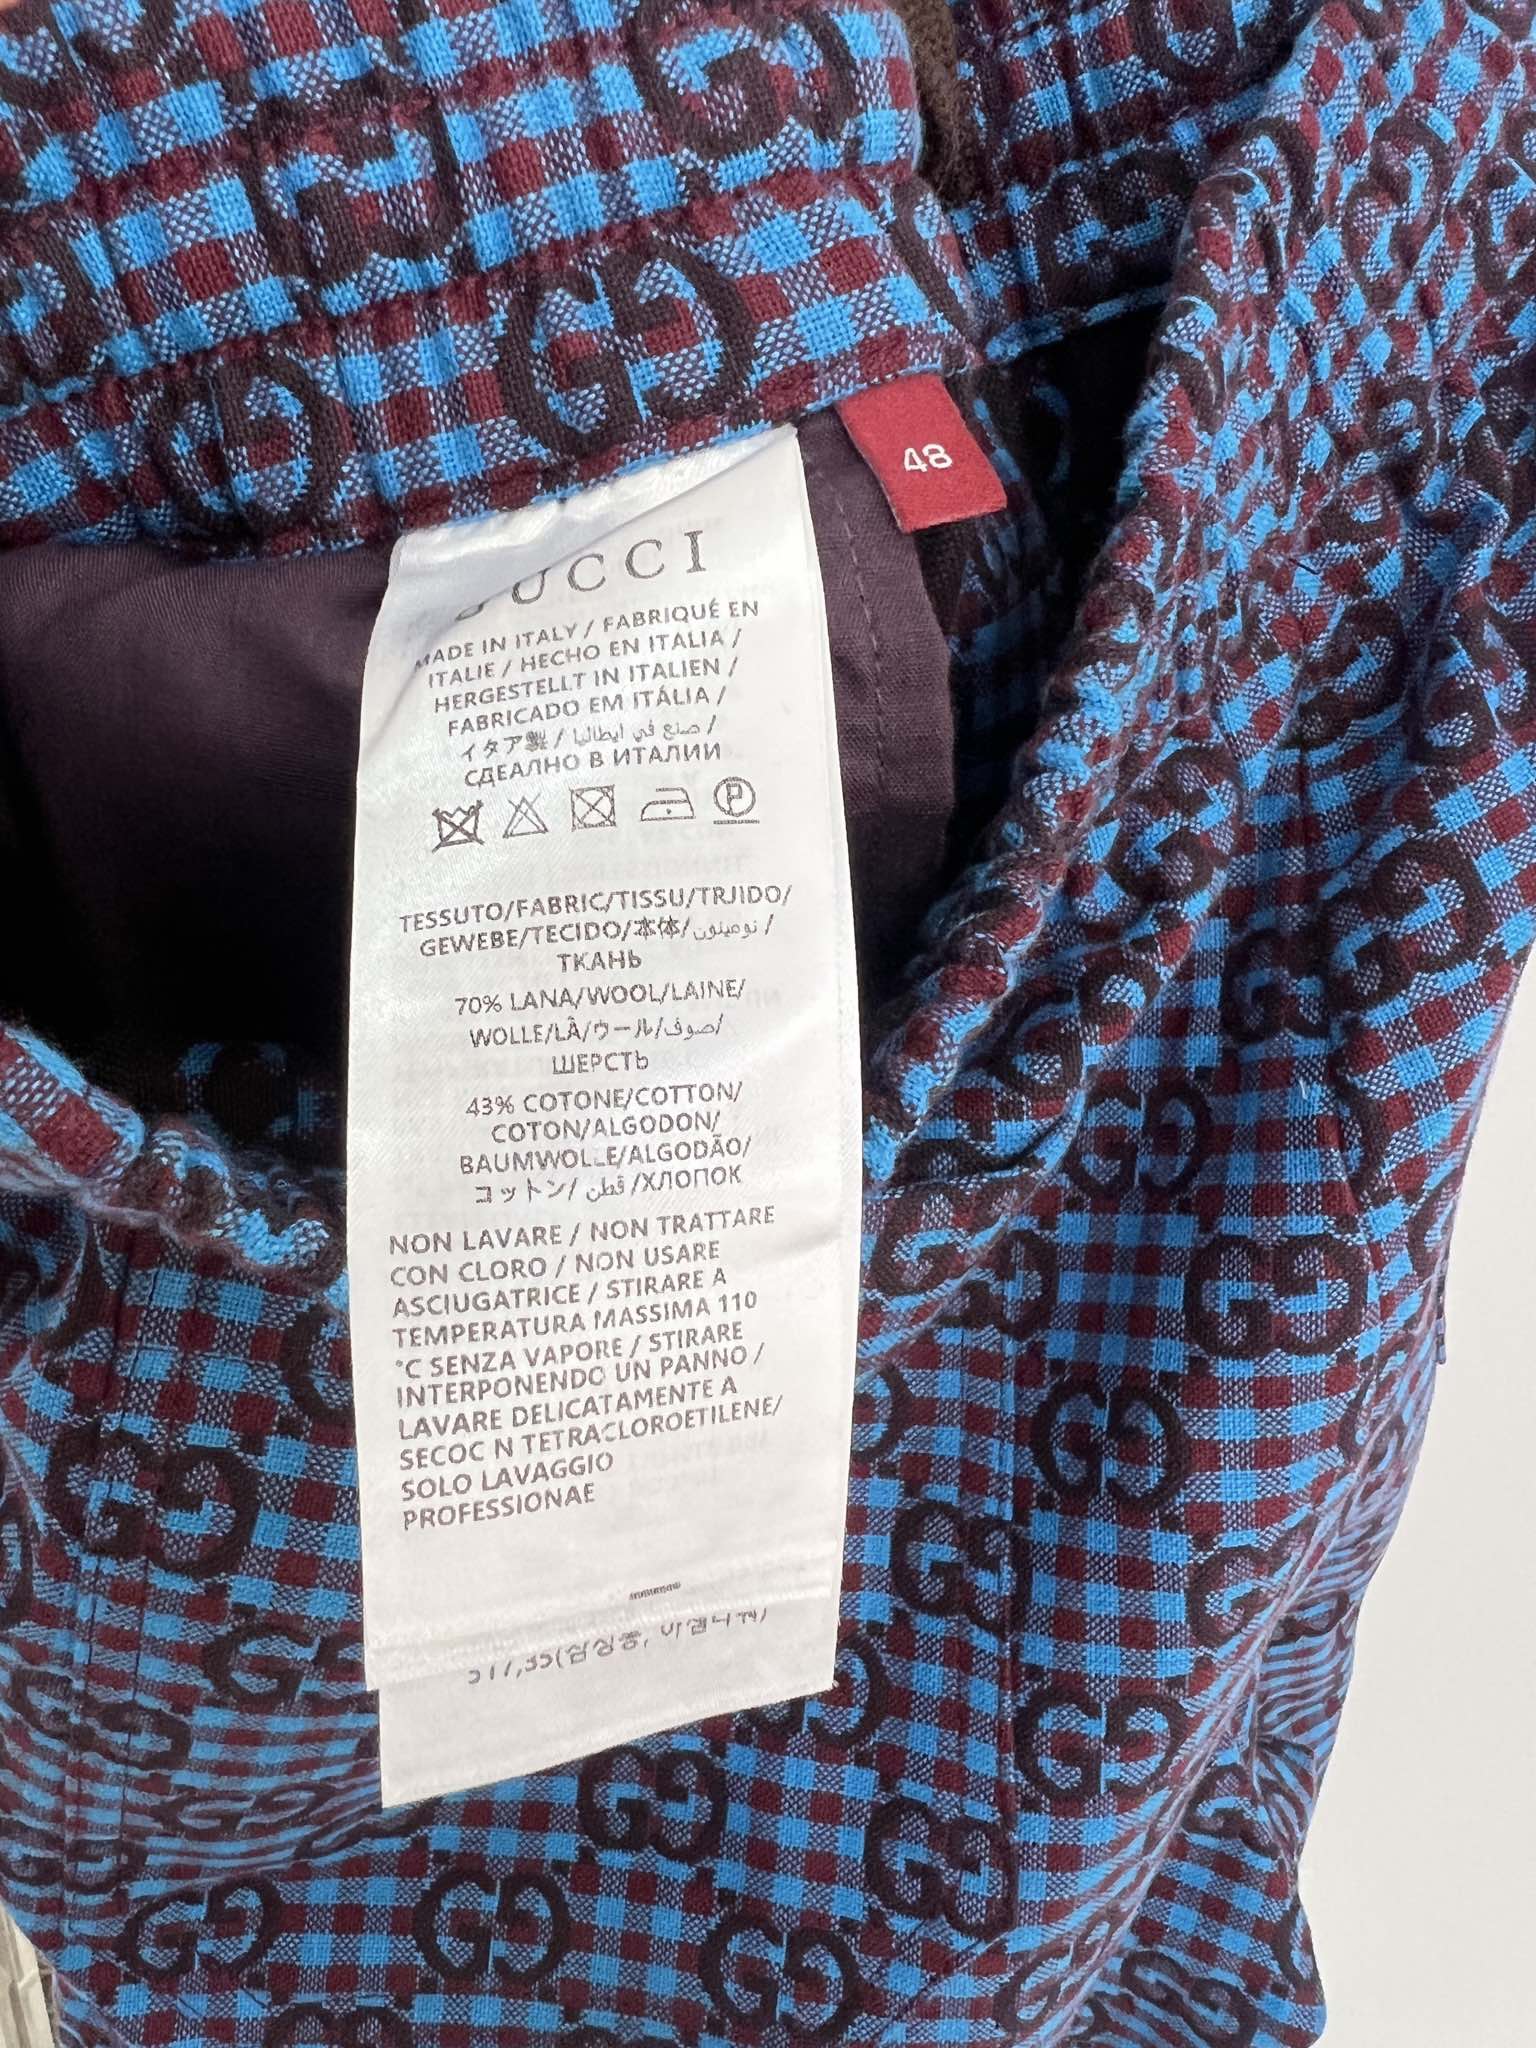 48
GUCCI
MADE IN ITALY / FABRIQUÉ EN
ITALIE / HECHO EN ITALIA /
HERGESTELLT IN ITALIEN /
FABRICADO EM ITÁLIA /
イタア製 / صنع في ايطاليا /
СДЕАЛНО В ИТАЛИИ
P
TESSUTO/FABRIC/TISSU/TRJIDO/
GEWEBE/TECIDO/本体/نوميتون/
ТКАНЬ
70% LANA/WOOL/LAINE/
WOLLE/LÂ/ウール/صوف/
ШЕРСТЬ
43% COTONE/COTTON/
COTON/ALGODON/
BAUMWOLLE/ALGODÃO/
コットン/قطن/ХЛОПОК
NON LAVARE / NON TRATTARE
CON CLORO / NON USARE
ASCIUGATRICE / STIRARE A
TEMPERATURA MASSIMA 110
°C SENZA VAPORE / STIRARE
INTERPONENDO UN PANNO /
LAVARE DELICATAMENTE A
SECOC N TETRACLOROETILENE/
SOLO LAVAGGIO
PROFESSIONAE